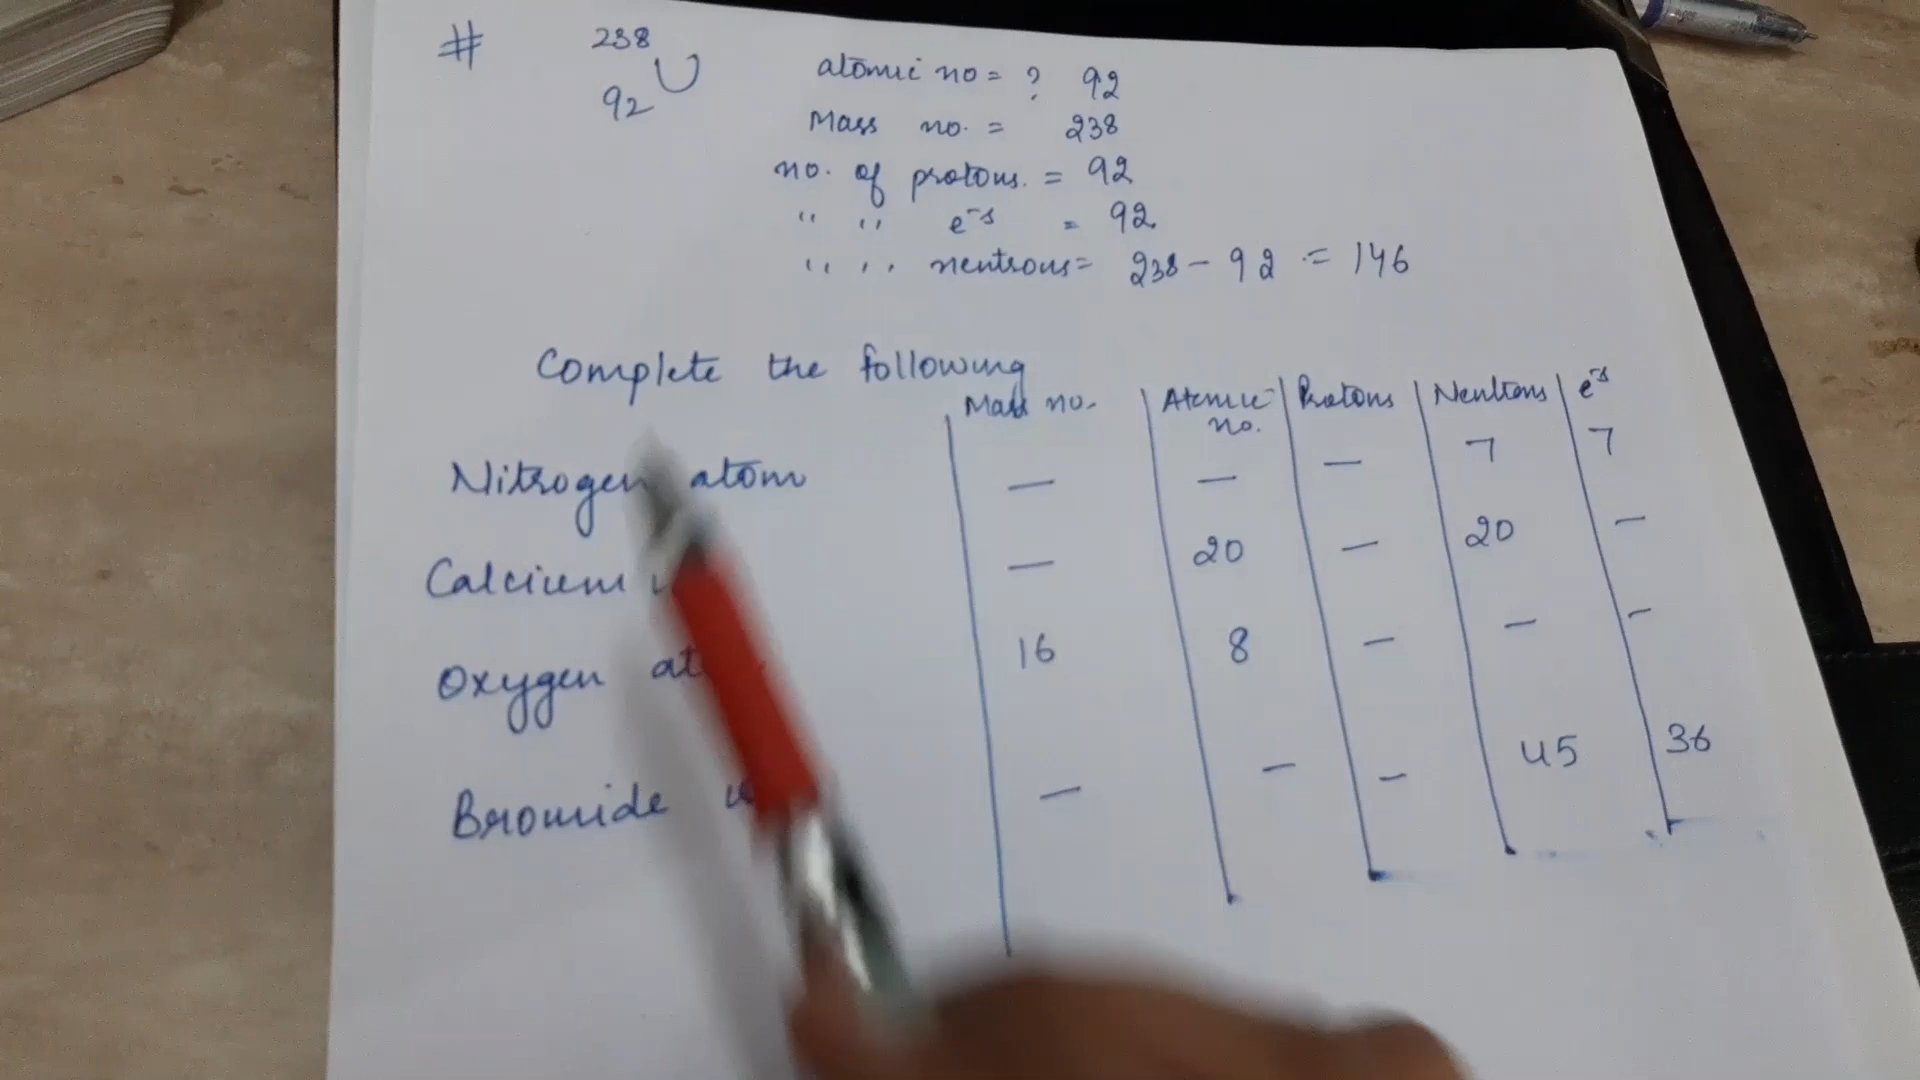 #
238
92 U
atomic no = ? 92
Mass no. = 238
no. of protons. = 92
" " e⁻s = 92
" " neutrons = 238 - 92 = 146
Complete the following
Mass no. Atomic no. Protons Neutrons e⁻s
Nitrogen atom — — — 7 7
Calcium — 20 — 20 —
Oxygen 16 8 — — —
Bromide — — — 45 36